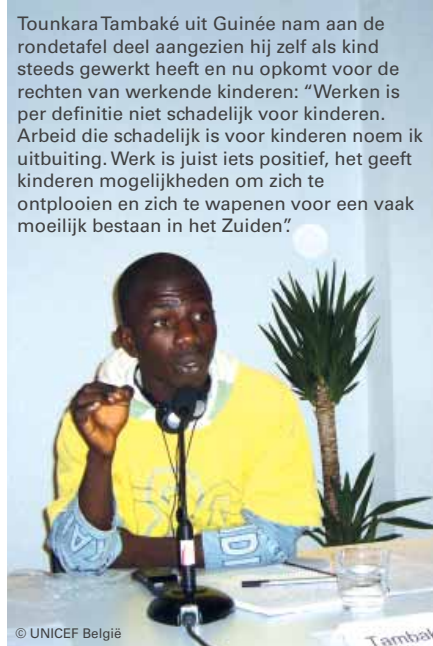 Tounkara Tambaké uit Guinée nam aan de
rondetafel deel aangezien hij zelf als kind
steeds gewerkt heeft en nu opkomt voor de
rechten van werkende kinderen: “Werken is
per definitie niet schadelijk voor kinderen.
Arbeid die schadelijk is voor kinderen noem ik
uitbuiting. Werk is juist iets positief, het geeft
kinderen mogelijkheden om zich te
ontplooien en zich te wapenen voor een vaak
moeilijk bestaan in het Zuiden”.
© UNICEF België